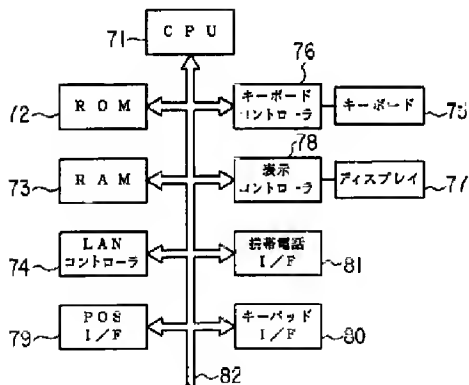 71
CPU
76
72
ROM
キーボード
コントローラ
キーボード
75
78
73
RAM
表示
コントローラ
ディスプレイ
77
74
LAN
コントローラ
携帯電話
I/F
81
79
POS
I/F
キーパッド
I/F
80
82